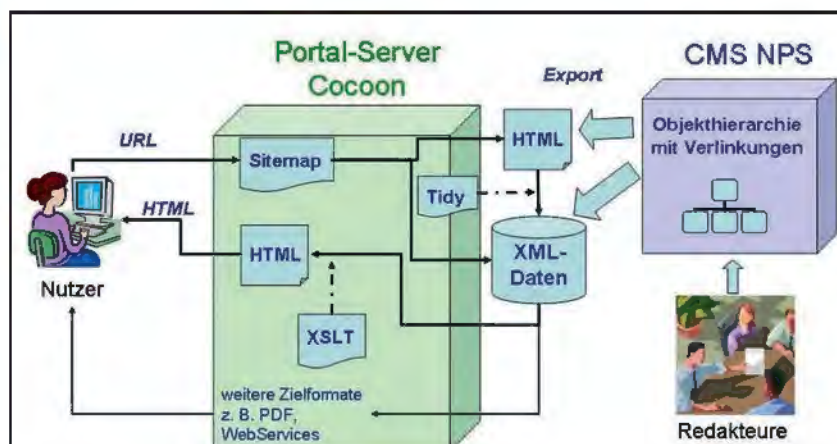 Portal-Server
Cocoon
Export
CMS NPS
URL
Sitemap
HTML
Objekthierarchie
mit Verlinkungen
Tidy
HTML
HTML
XML-
Daten
Nutzer
XSLT
weitere Zielformate
z. B. PDF,
WebServices
Redakteure